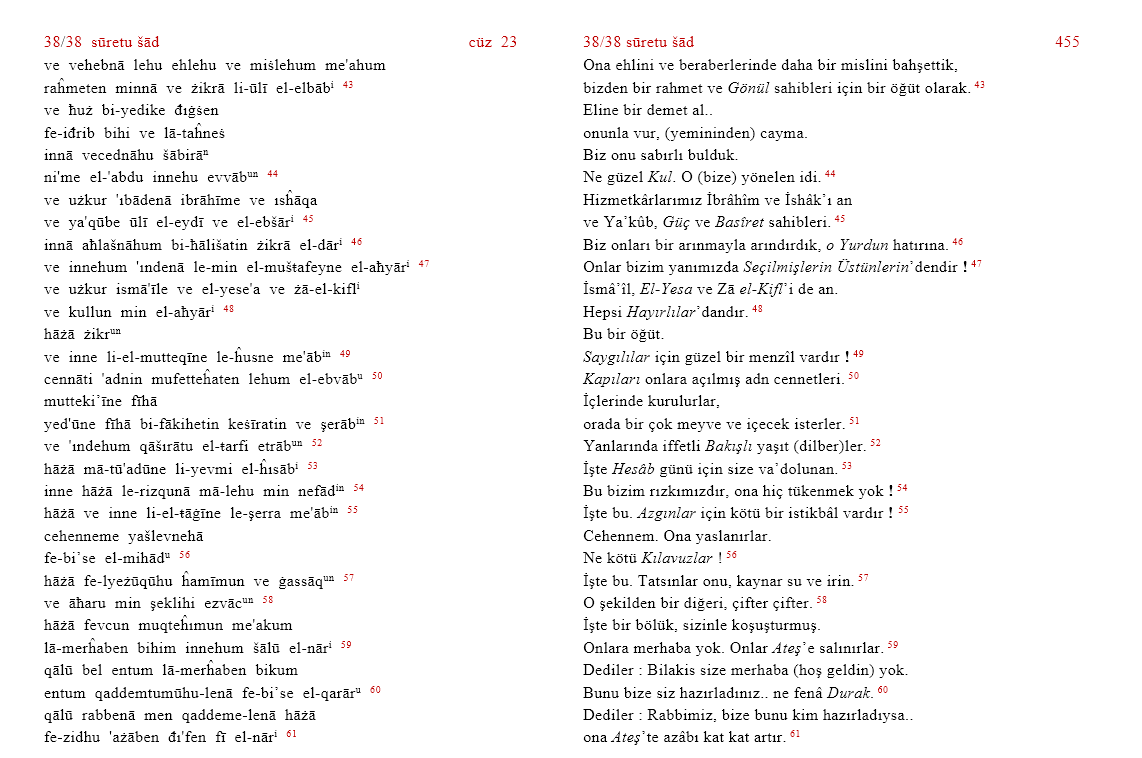 38/38 sūretu šād cüz 23
ve vehebnā lehu ehlehu ve miślehum me'ahum
raĥmeten minnā ve żikrā li-ūlī el-elbābⁱ 43
ve ħuż bi-yedike đıġśen
fe-iđrib bihi ve lā-taĥneś
innā vecednāhu šābirāⁿ
ni'me el-'abdu innehu evvābᵘⁿ 44
ve użkur 'ıbādenā ibrāhīme ve ısĥāqa
ve ya'qūbe ūlī el-eydī ve el-ebšārⁱ 45
innā aħlašnāhum bi-ħālišatin żikrā el-dārⁱ 46
ve innehum 'ındenā le-min el-mušŧafeyne el-aħyārⁱ 47
ve użkur ismā'īle ve el-yese'a ve żā-el-kiflⁱ
ve kullun min el-aħyārⁱ 48
hāżā żikrᵘⁿ
ve inne li-el-mutteqīne le-ĥusne me'ābⁱⁿ 49
cennāti 'adnin mufetteĥaten lehum el-ebvābᵘ 50
mutteki’īne fīhā
yed'ūne fīhā bi-fākihetin keśīratin ve şerābⁱⁿ 51
ve 'ındehum qāšırātu el-ŧarfi etrābᵘⁿ 52
hāżā mā-tū'adūne li-yevmi el-ĥısābⁱ 53
inne hāżā le-rizqunā mā-lehu min nefādⁱⁿ 54
hāżā ve inne li-el-ŧāġīne le-şerra me'ābⁱⁿ 55
cehenneme yašlevnehā
fe-bi’se el-mihādᵘ 56
hāżā fe-lyeżūqūhu ĥamīmun ve ġassāqᵘⁿ 57
ve āħaru min şeklihi ezvācᵘⁿ 58
hāżā fevcun muqteĥımun me'akum
lā-merĥaben bihim innehum šālū el-nārⁱ 59
qālū bel entum lā-merĥaben bikum
entum qaddemtumūhu-lenā fe-bi’se el-qarārᵘ 60
qālū rabbenā men qaddeme-lenā hāżā
fe-zidhu 'ażāben đı'fen fī el-nārⁱ 61
38/38 sūretu šād 455
Ona ehlini ve beraberlerinde daha bir mislini bahşettik,
bizden bir rahmet ve Gönül sahibleri için bir öğüt olarak. 43
Eline bir demet al..
onunla vur, (yemininden) cayma.
Biz onu sabırlı bulduk.
Ne güzel Kul. O (bize) yönelen idi. 44
Hizmetkârlarımız İbrâhîm ve İshâk’ı an
ve Ya’kûb, Güç ve Basîret sahibleri. 45
Biz onları bir arınmayla arındırdık, o Yurdun hatırına. 46
Onlar bizim yanımızda Seçilmişlerin Üstünlerin’dendir ! 47
İsmâ’îl, El-Yesa ve Zā el-Kifl’i de an.
Hepsi Hayırlılar’dandır. 48
Bu bir öğüt.
Saygılılar için güzel bir menzîl vardır ! 49
Kapıları onlara açılmış adn cennetleri. 50
İçlerinde kurulurlar,
orada bir çok meyve ve içecek isterler. 51
Yanlarında iffetli Bakışlı yaşıt (dilber)ler. 52
İşte Hesâb günü için size va’dolunan. 53
Bu bizim rızkımızdır, ona hiç tükenmek yok ! 54
İşte bu. Azgınlar için kötü bir istikbâl vardır ! 55
Cehennem. Ona yaslanırlar.
Ne kötü Kılavuzlar ! 56
İşte bu. Tatsınlar onu, kaynar su ve irin. 57
O şekilden bir diğeri, çifter çifter. 58
İşte bir bölük, sizinle koşuşturmuş.
Onlara merhaba yok. Onlar Ateş’e salınırlar. 59
Dediler : Bilakis size merhaba (hoş geldin) yok.
Bunu bize siz hazırladınız.. ne fenâ Durak. 60
Dediler : Rabbimiz, bize bunu kim hazırladıysa..
ona Ateş’te azâbı kat kat artır. 61